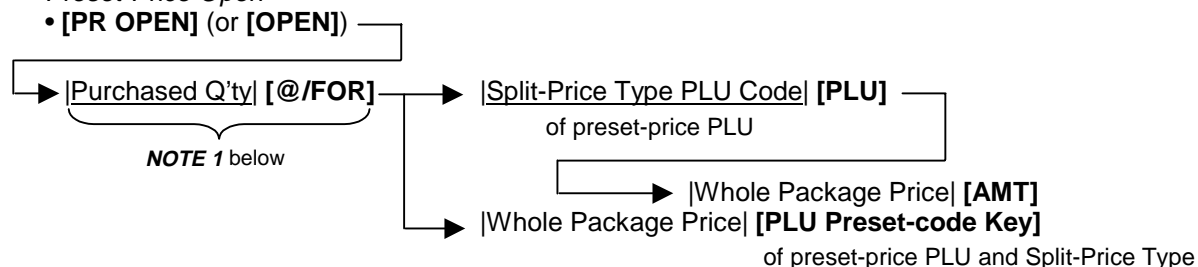 Preset-Price Open
• [PR OPEN] (or [OPEN])
|Purchased Q'ty| [@/FOR]
|Split-Price Type PLU Code| [PLU]
of preset-price PLU
NOTE 1 below
|Whole Package Price| [AMT]
|Whole Package Price| [PLU Preset-code Key]
of preset-price PLU and Split-Price Type